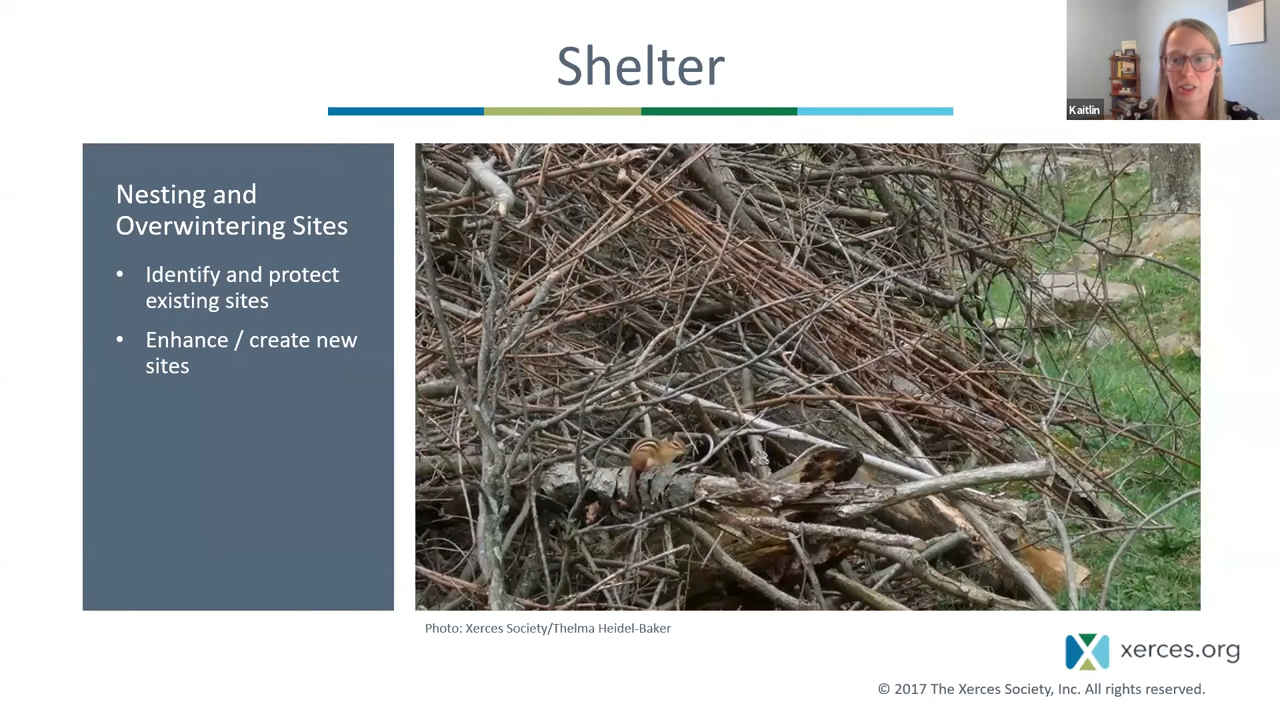 Shelter
Kaitlin
Nesting and
Overwintering Sites
• Identify and protect
existing sites
• Enhance / create new
sites
Photo: Xerces Society/Thelma Heidel-Baker
xerces.org
© 2017 The Xerces Society, Inc. All rights reserved.